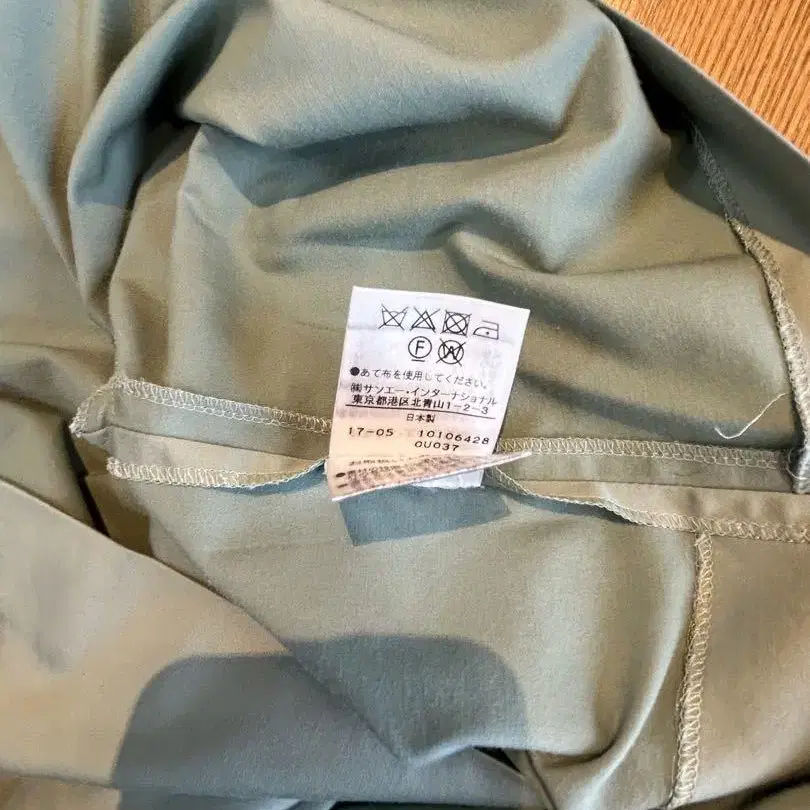 F W
●あて布を使用してください。
㈱サンエー・インターナショナル
東京都港区北青山1-2-3
日本製
17-05 10106428
0U037